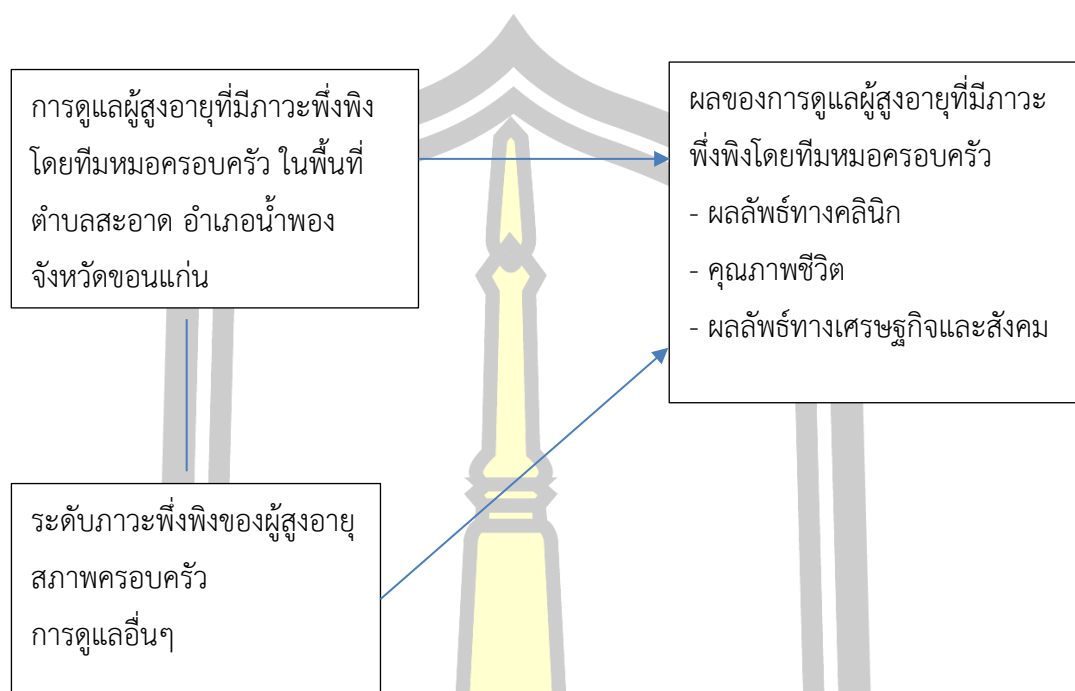 การดูแลผู้สูงอายุที่มีภาวะพึ่งพิง
โดยทีมหมอครอบครัว ในพื้นที่
ตำบลสะอาด อำเภอน้ำพอง
จังหวัดขอนแก่น
ผลของการดูแลผู้สูงอายุที่มีภาวะ
พึ่งพิงโดยทีมหมอครอบครัว
- ผลลัพธ์ทางคลินิก
- คุณภาพชีวิต
- ผลลัพธ์ทางเศรษฐกิจและสังคม
ระดับภาวะพึ่งพิงของผู้สูงอายุ
สภาพครอบครัว
การดูแลอื่นๆ